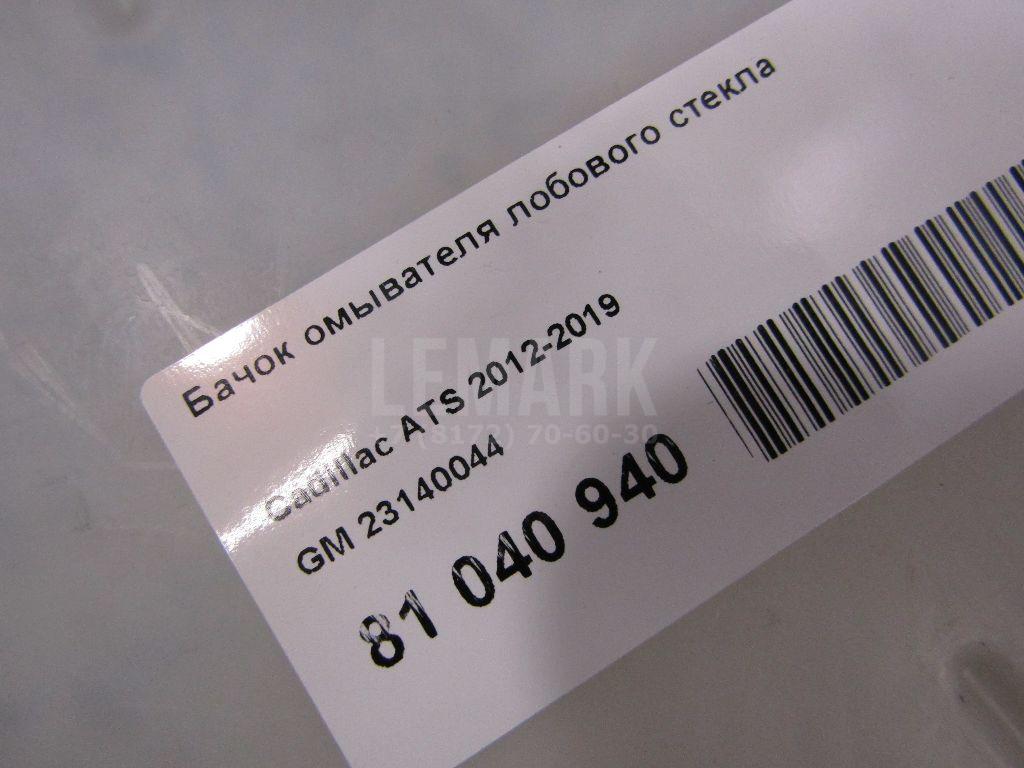 Бачок омывателя лобового стекла
Cadillac ATS 2012-2019
GM 23140044
81 040 940
LEMARK
+7 (8172) 70-60-30